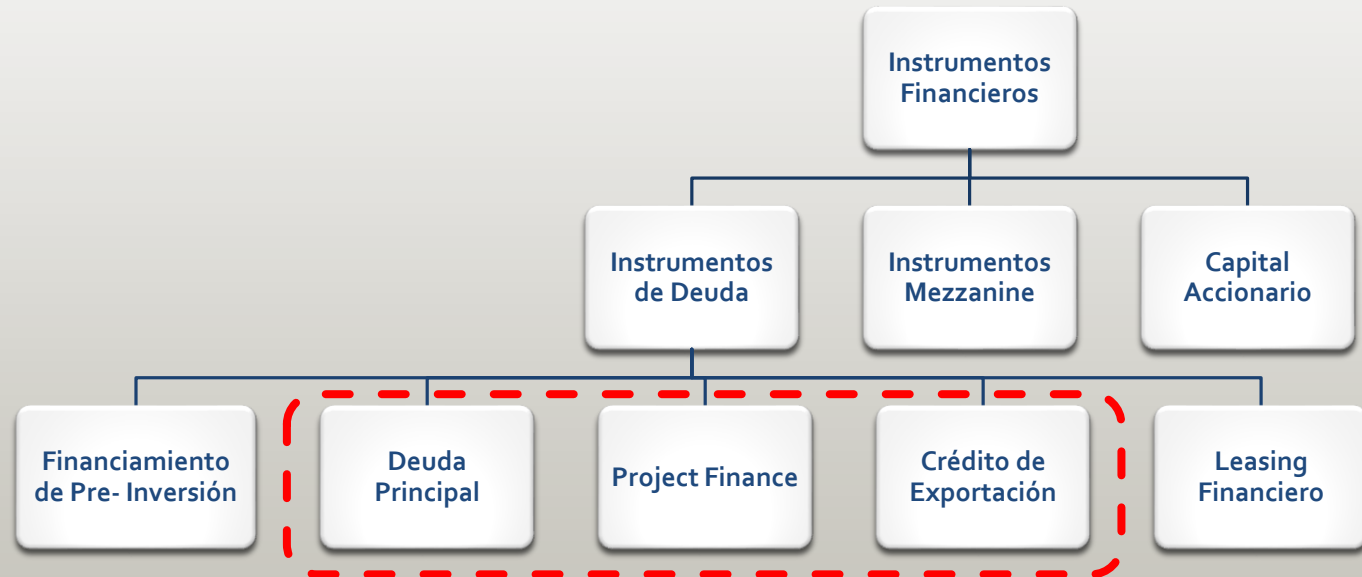 Instrumentos
Financieros
Instrumentos
de Deuda
Instrumentos
Mezzanine
Capital
Accionario
Financiamiento
de Pre- Inversión
Deuda
Principal
Project Finance
Crédito de
Exportación
Leasing
Financiero